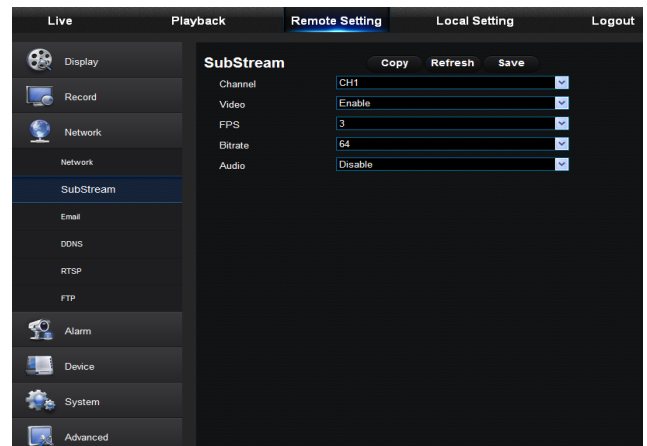 Live Playback Remote Setting Local Setting Logout
Display
Record
Network
Network
SubStream
Email
DDNS
RTSP
FTP
Alarm
Device
System
Advanced
SubStream Copy Refresh Save
Channel CH1
Video Enable
FPS 3
Bitrate 64
Audio Disable